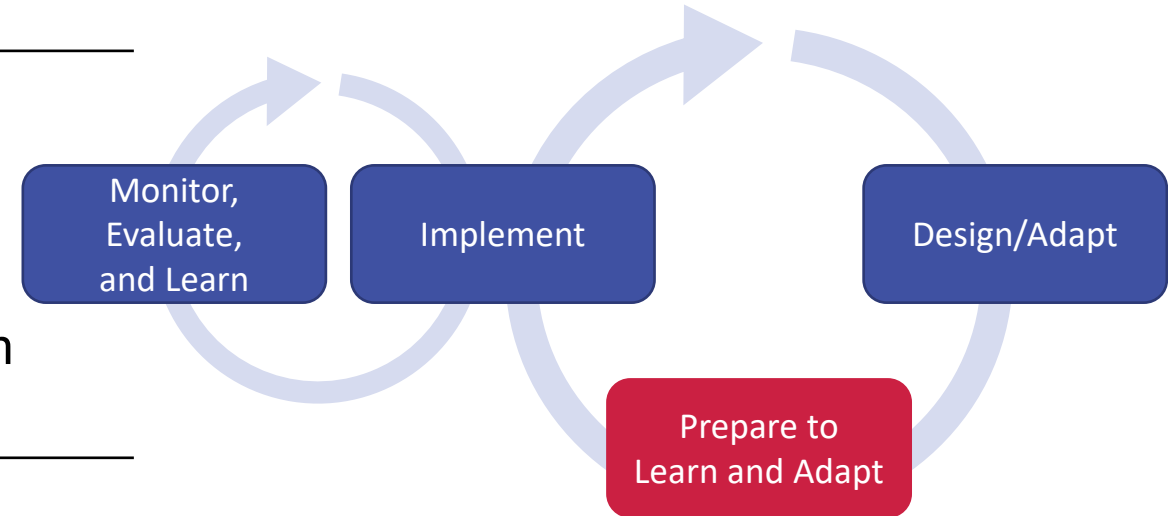 Monitor,
Evaluate,
and Learn
Implement
Design/Adapt
Prepare to
Learn and Adapt